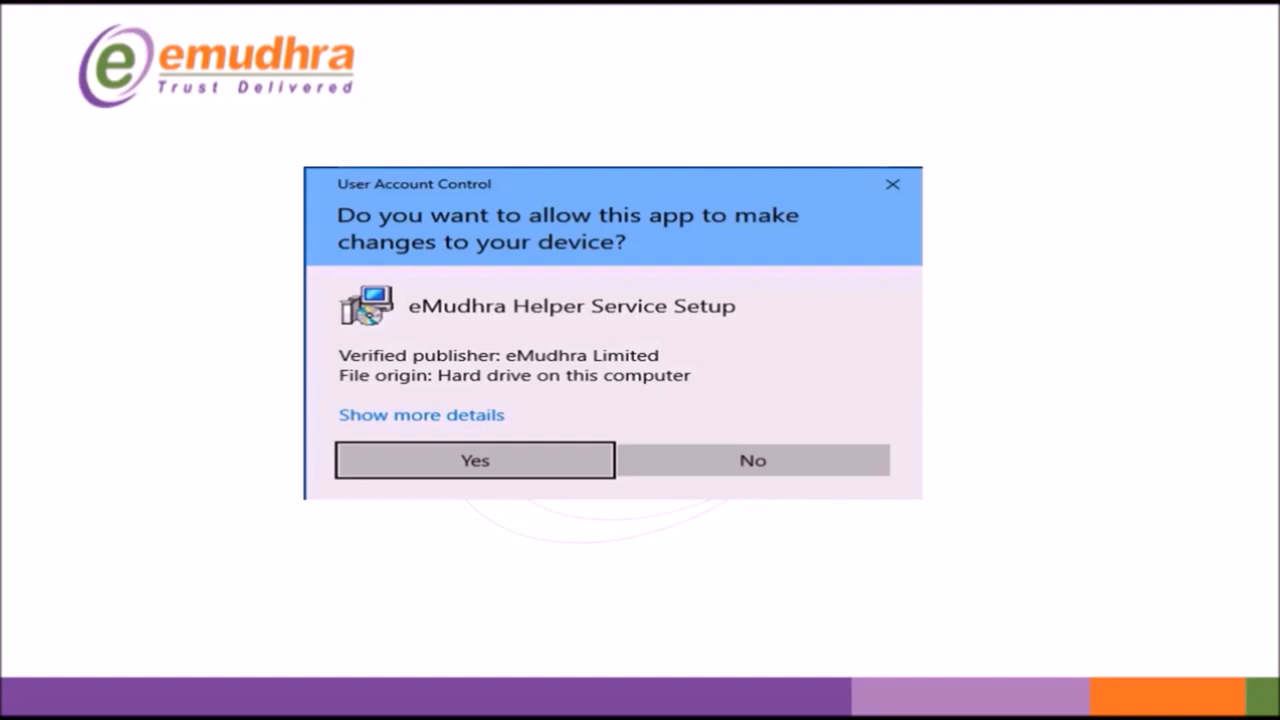 e emudhra
Trust Delivered
User Account Control
Do you want to allow this app to make
changes to your device?
eMudhra Helper Service Setup
Verified publisher: eMudhra Limited
File origin: Hard drive on this computer
Show more details
Yes No